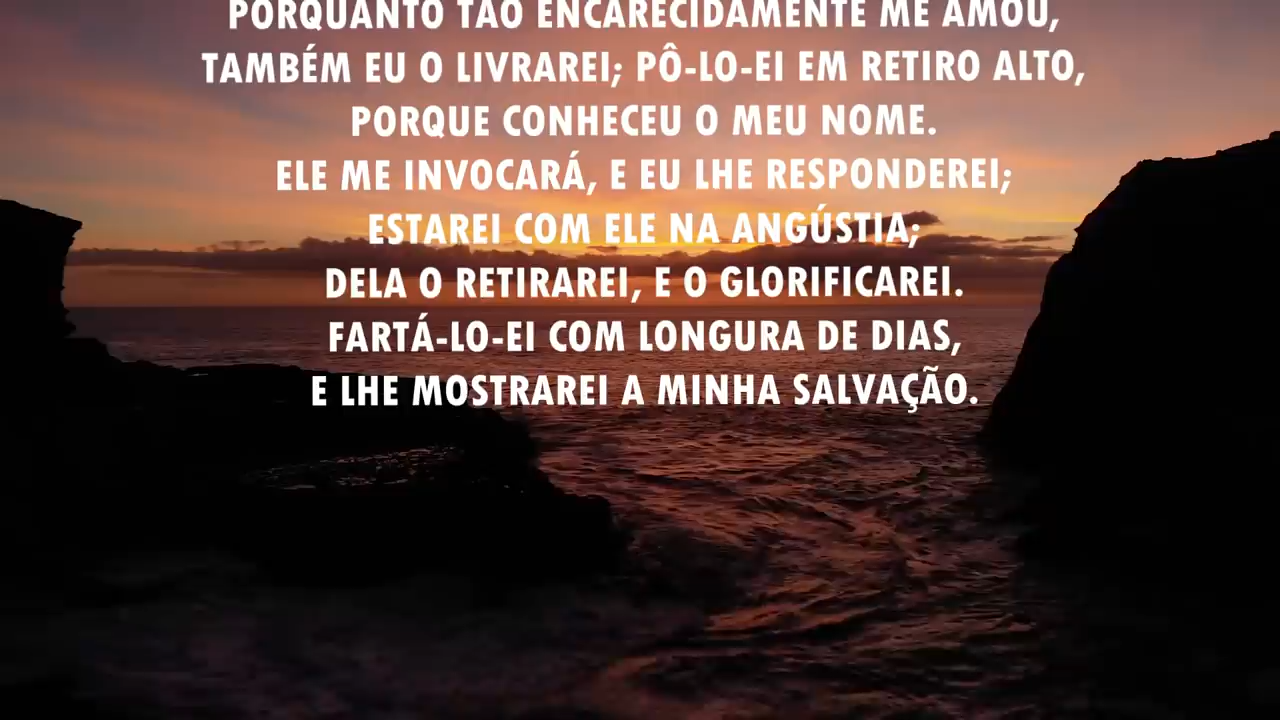 PORQUANTO TÃO ENCARECIDAMENTE ME AMOU,
TAMBÉM EU O LIVRAREI; PÔ-LO-EI EM RETIRO ALTO,
PORQUE CONHECEU O MEU NOME.
ELE ME INVOCARÁ, E EU LHE RESPONDEREI;
ESTAREI COM ELE NA ANGÚSTIA;
DELA O RETIRAREI, E O GLORIFICAREI.
FARTÁ-LO-EI COM LONGURA DE DIAS,
E LHE MOSTRAREI A MINHA SALVAÇÃO.